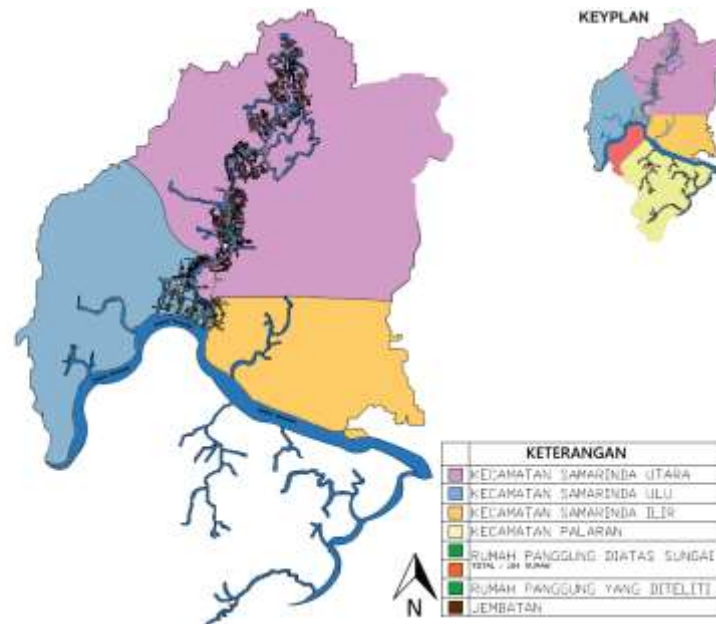 KEYPLAN
KETERANGAN
KECAMATAN SAMARINDA UTARA
KECAMATAN SAMARINDA ULU
KECAMATAN SAMARINDA ILIR
KECAMATAN PALARAN
RUMAH PANGGUNG DIATAS SUNGAI
RUMAH PANGGUNG YANG DITELITI
JEMBATAN
N